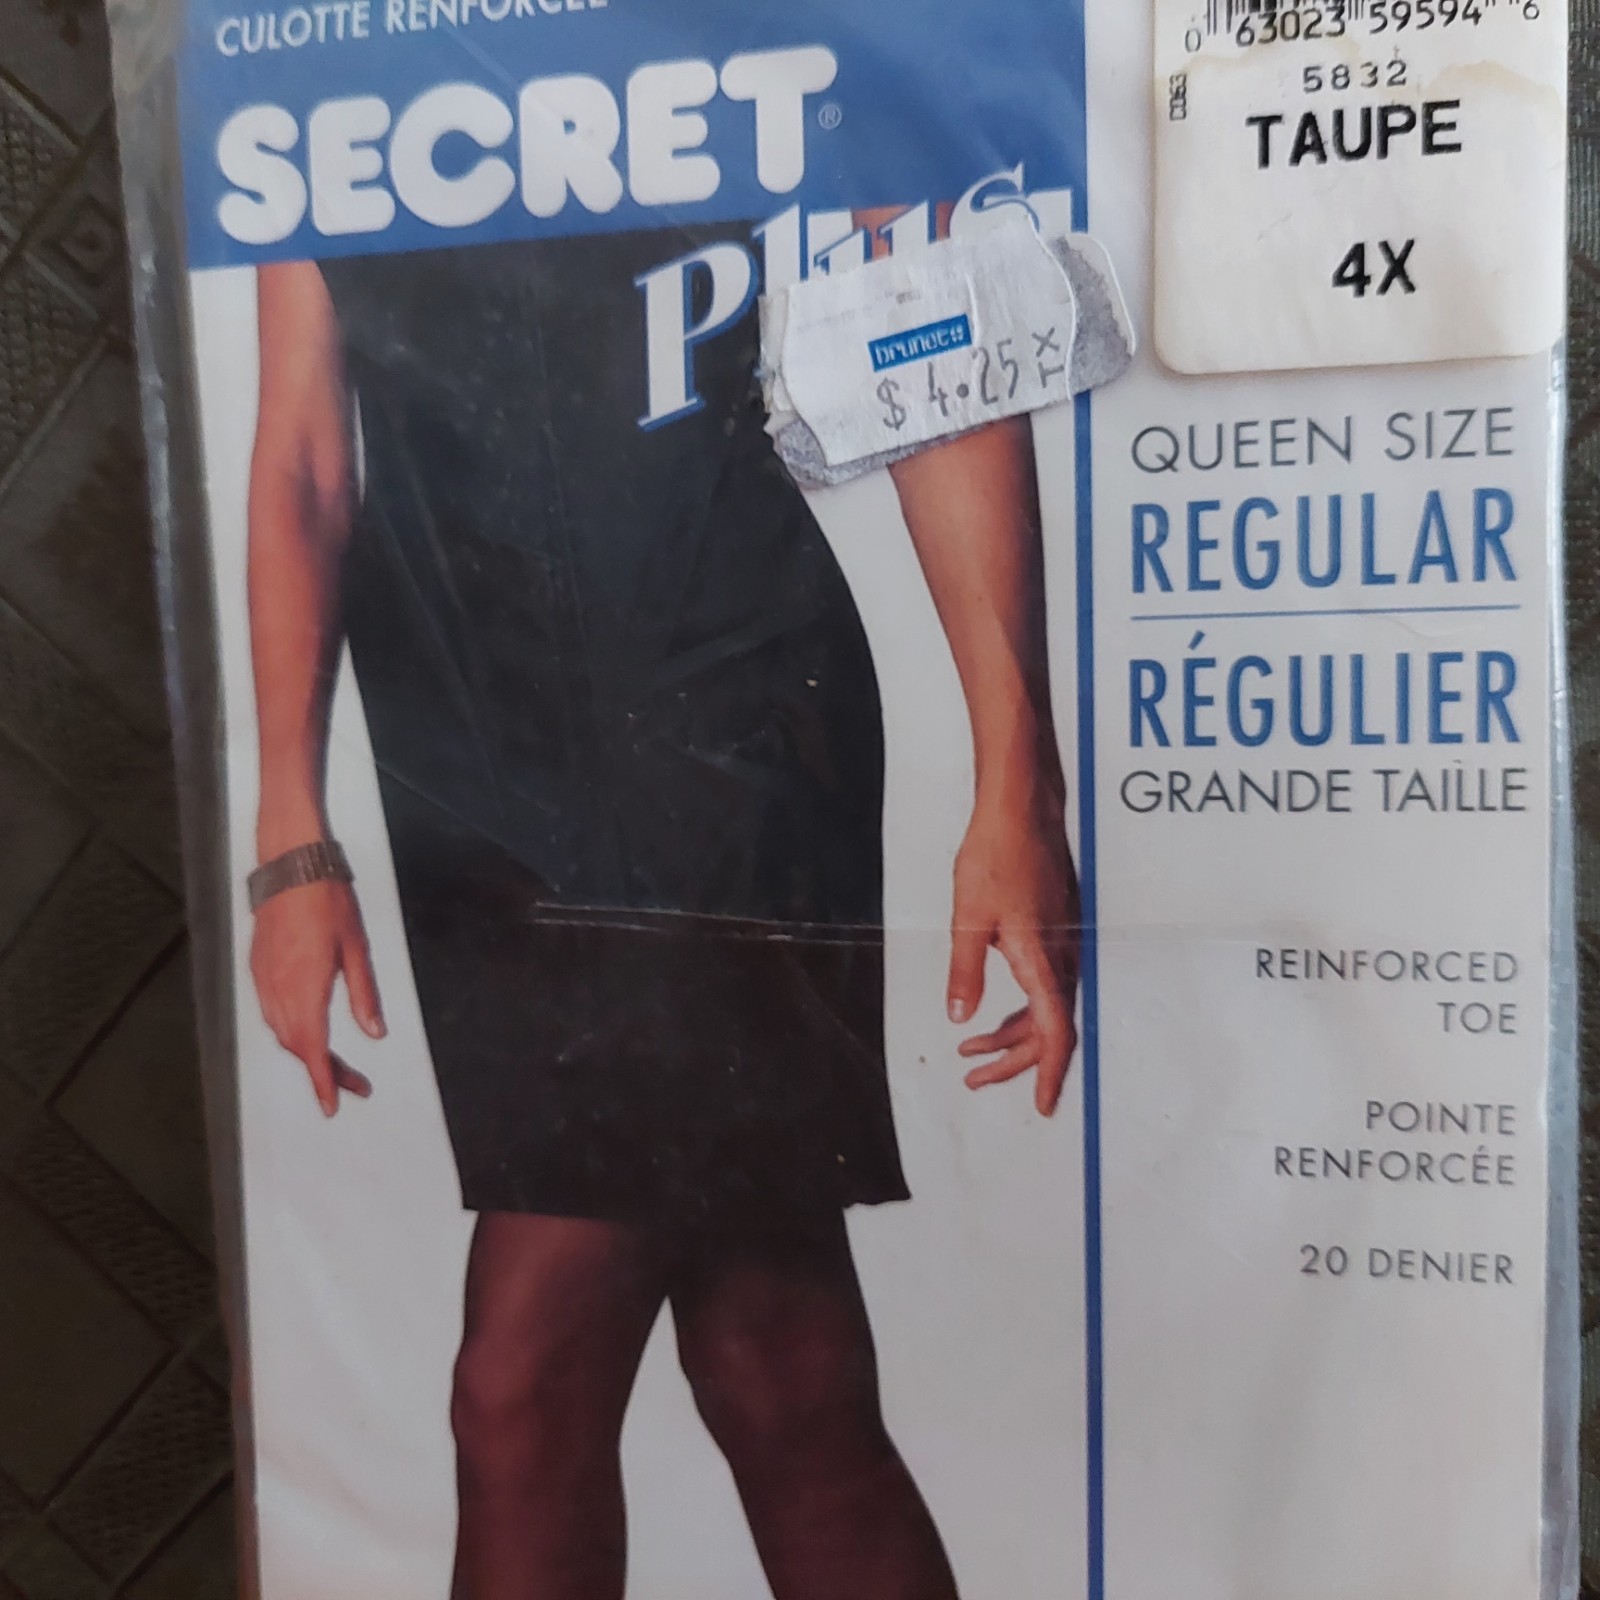 CULOTTE RENFORCÉE
SECRET®
plus
brunet
$ 4.25 TX
0 63023 59594 6
5832
C063
TAUPE
4X
QUEEN SIZE
REGULAR
RÉGULIER
GRANDE TAILLE
REINFORCED
TOE
POINTE
RENFORCÉE
20 DENIER